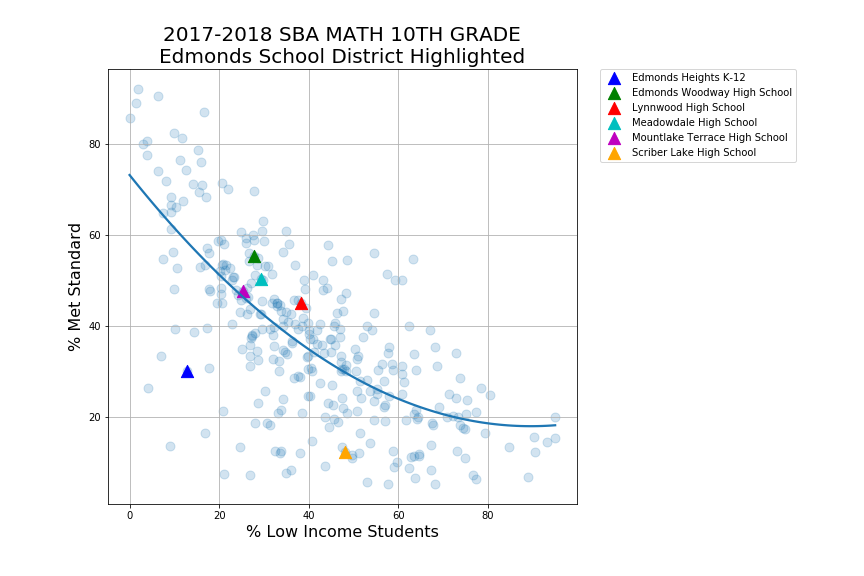 2017-2018 SBA MATH 10TH GRADE
Edmonds School District Highlighted
% Met Standard
80
60
40
20
0
20
40
60
80
% Low Income Students
Edmonds Heights K-12
Edmonds Woodway High School
Lynnwood High School
Meadowdale High School
Mountlake Terrace High School
Scriber Lake High School